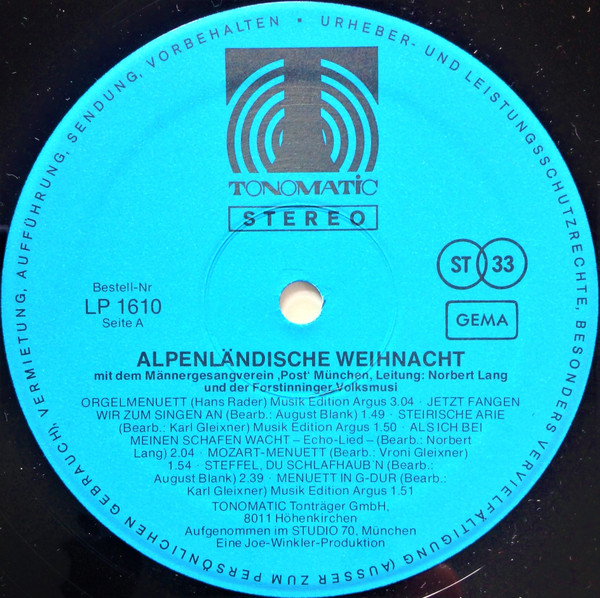 URHEBER- UND LEISTUNGSSCHUTZRECHTE, BESONDERS VERVIELFÄLTIGUNG (AUSSER ZUM PERSÖNLICHEN GEBRAUCH), VERMIETUNG, AUFFÜHRUNG, SENDUNG, VORBEHALTEN •
T
TONOMATiC
STEREO
ST 33
GEMA
Bestell-Nr
LP 1610
Seite A
ALPENLÄNDISCHE WEIHNACHT
mit dem Männergesangverein ‚Post' München, Leitung: Norbert Lang
und der Forstinninger Volksmusi
ORGELMENUETT (Hans Rader) Musik Edition Argus 3.04 · JETZT FANGEN
WIR ZUM SINGEN AN (Bearb.: August Blank) 1.49 · STEIRISCHE ARIE
(Bearb.: Karl Gleixner) Musik Edition Argus 1.50 · ALS ICH BEI
MEINEN SCHAFEN WACHT – Echo-Lied – (Bearb.: Norbert
Lang) 2.04 · MOZART-MENUETT (Bearb.: Vroni Gleixner)
1.54 · STEFFEL, DU SCHLAFHAUB'N (Bearb.:
August Blank) 2.39 · MENUETT IN G-DUR (Bearb.:
Karl Gleixner) Musik Edition Argus 1.51
TONOMATIC Tonträger GmbH,
8011 Höhenkirchen
Aufgenommen im STUDIO 70, München
Eine Joe-Winkler-Produktion